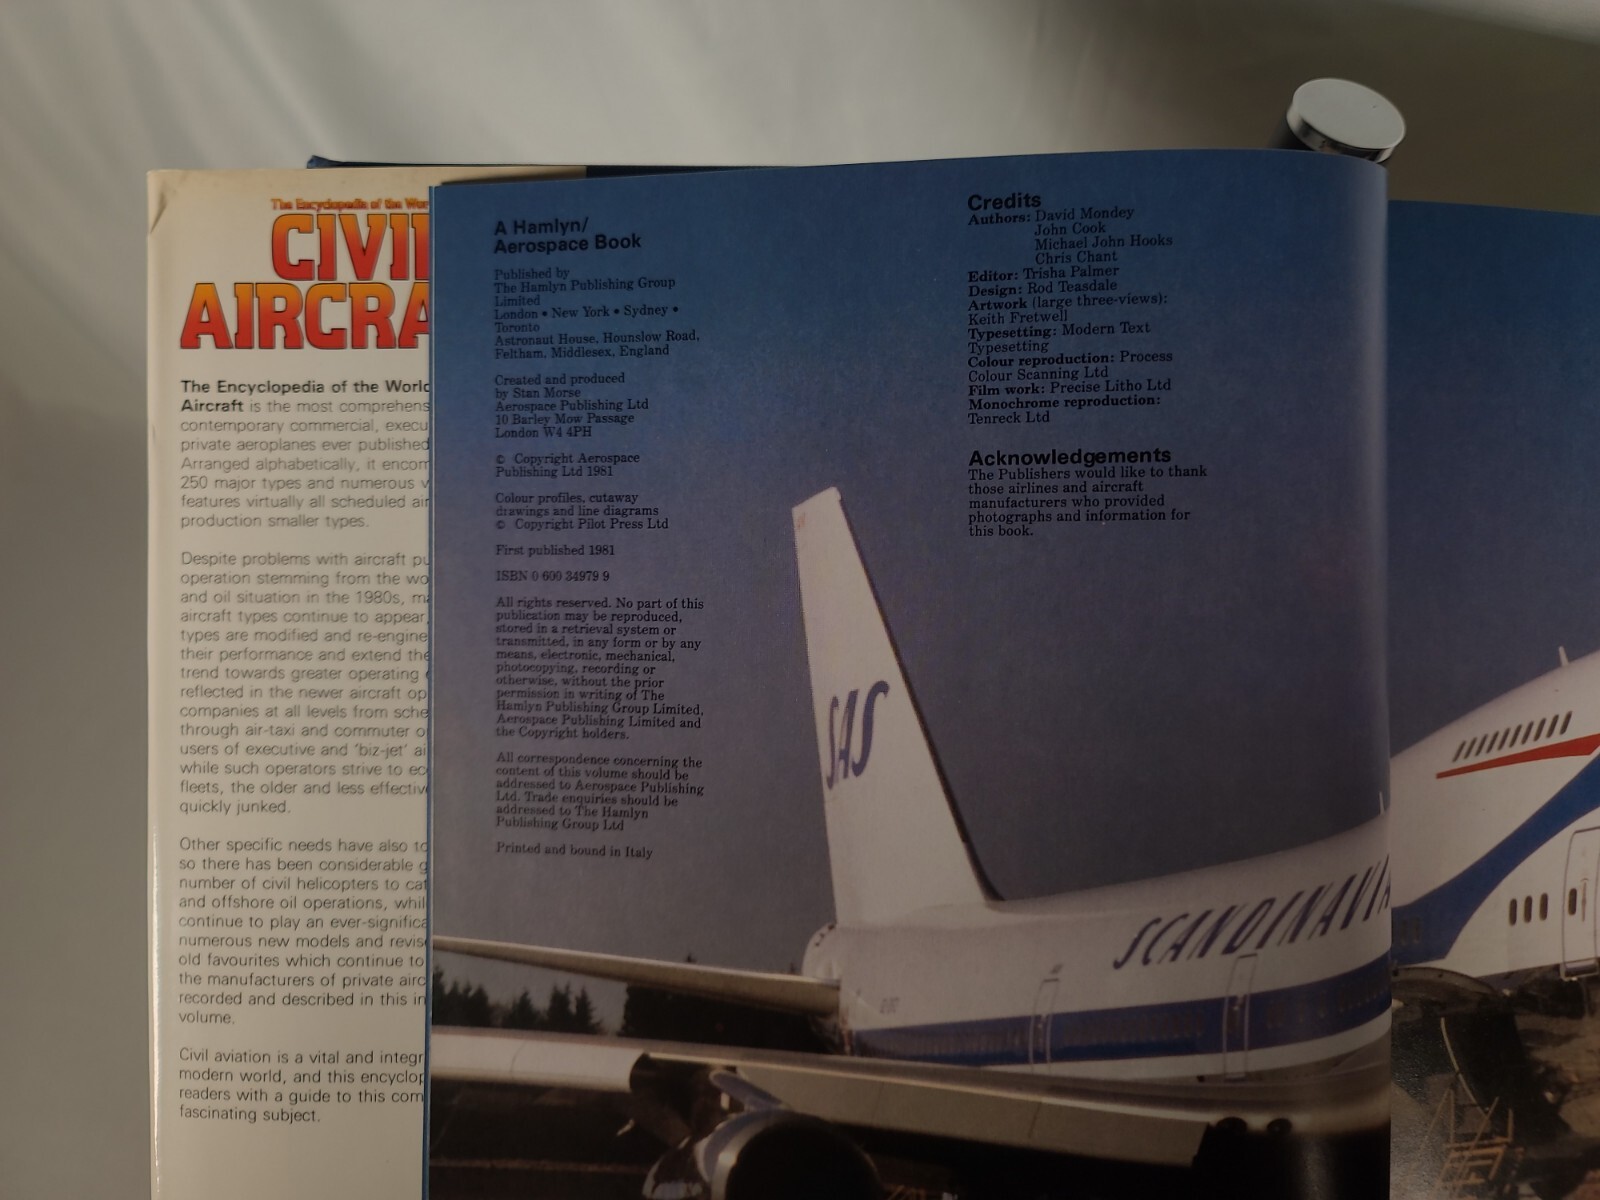 The Encyclopedia of the Wor
CIVIL
AIRCRA
The Encyclopedia of the World
Aircraft is the most comprehens
contemporary commercial, execu
private aeroplanes ever published
Arranged alphabetically, it encom
250 major types and numerous v
features virtually all scheduled air
production smaller types.
Despite problems with aircraft pu
operation stemming from the wo
and oil situation in the 1980s, ma
aircraft types continue to appear,
types are modified and re-engine
their performance and extend the
trend towards greater operating
reflected in the newer aircraft op
companies at all levels from sche
through air-taxi and commuter o
users of executive and 'biz-jet' ai
while such operators strive to ec
fleets, the older and less effective
quickly junked.
Other specific needs have also to
so there has been considerable g
number of civil helicopters to cat
and offshore oil operations, whil
continue to play an ever-significa
numerous new models and revis
old favourites which continue to
the manufacturers of private airc
recorded and described in this in
volume.
Civil aviation is a vital and integr
modern world, and this encyclop
readers with a guide to this com
fascinating subject.
A Hamlyn/
Aerospace Book
Published by
The Hamlyn Publishing Group
Limited
London • New York • Sydney •
Toronto
Astronaut House, Hounslow Road,
Feltham, Middlesex, England
Created and produced
by Stan Morse
Aerospace Publishing Ltd
10 Barley Mow Passage
London W4 4PH
© Copyright Aerospace
Publishing Ltd 1981
Colour profiles, cutaway
drawings and line diagrams
© Copyright Pilot Press Ltd
First published 1981
ISBN 0 600 34979 9
All rights reserved. No part of this
publication may be reproduced,
stored in a retrieval system or
transmitted, in any form or by any
means, electronic, mechanical,
photocopying, recording or
otherwise, without the prior
permission in writing of The
Hamlyn Publishing Group Limited,
Aerospace Publishing Limited and
the Copyright holders.
All correspondence concerning the
content of this volume should be
addressed to Aerospace Publishing
Ltd. Trade enquiries should be
addressed to The Hamlyn
Publishing Group Ltd
Printed and bound in Italy
Credits
Authors: David Mondey
John Cook
Michael John Hooks
Chris Chant
Editor: Trisha Palmer
Design: Rod Teasdale
Artwork (large three-views):
Keith Fretwell
Typesetting: Modern Text
Typesetting
Colour reproduction: Process
Colour Scanning Ltd
Film work: Precise Litho Ltd
Monochrome reproduction:
Tenreck Ltd
Acknowledgements
The Publishers would like to thank
those airlines and aircraft
manufacturers who provided
photographs and information for
this book.
SAS
SCANDINAVIA